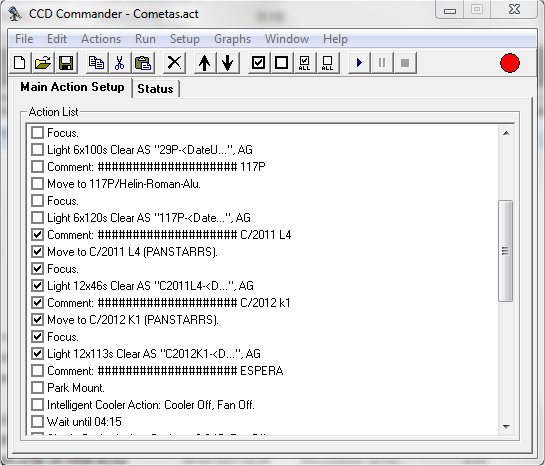 CCD Commander - Cometas.act
File Edit Actions Run Setup Graphs Window Help
ALL ALL
Main Action Setup Status
Action List
Focus.
Light 6x100s Clear AS "29P-<DateU...", AG
Comment: #################### 117P
Move to 117P/Helin-Roman-Alu.
Focus.
Light 6x120s Clear AS "117P-<Date...", AG
Comment: #################### C/2011 L4
Move to C/2011 L4 (PANSTARRS).
Focus.
Light 12x46s Clear AS "C2011L4-<D...", AG
Comment: #################### C/2012 k1
Move to C/2012 K1 (PANSTARRS).
Focus.
Light 12x113s Clear AS "C2012K1-<D...", AG
Comment: #################### ESPERA
Park Mount.
Intelligent Cooler Action: Cooler Off, Fan Off.
Wait until 04:15